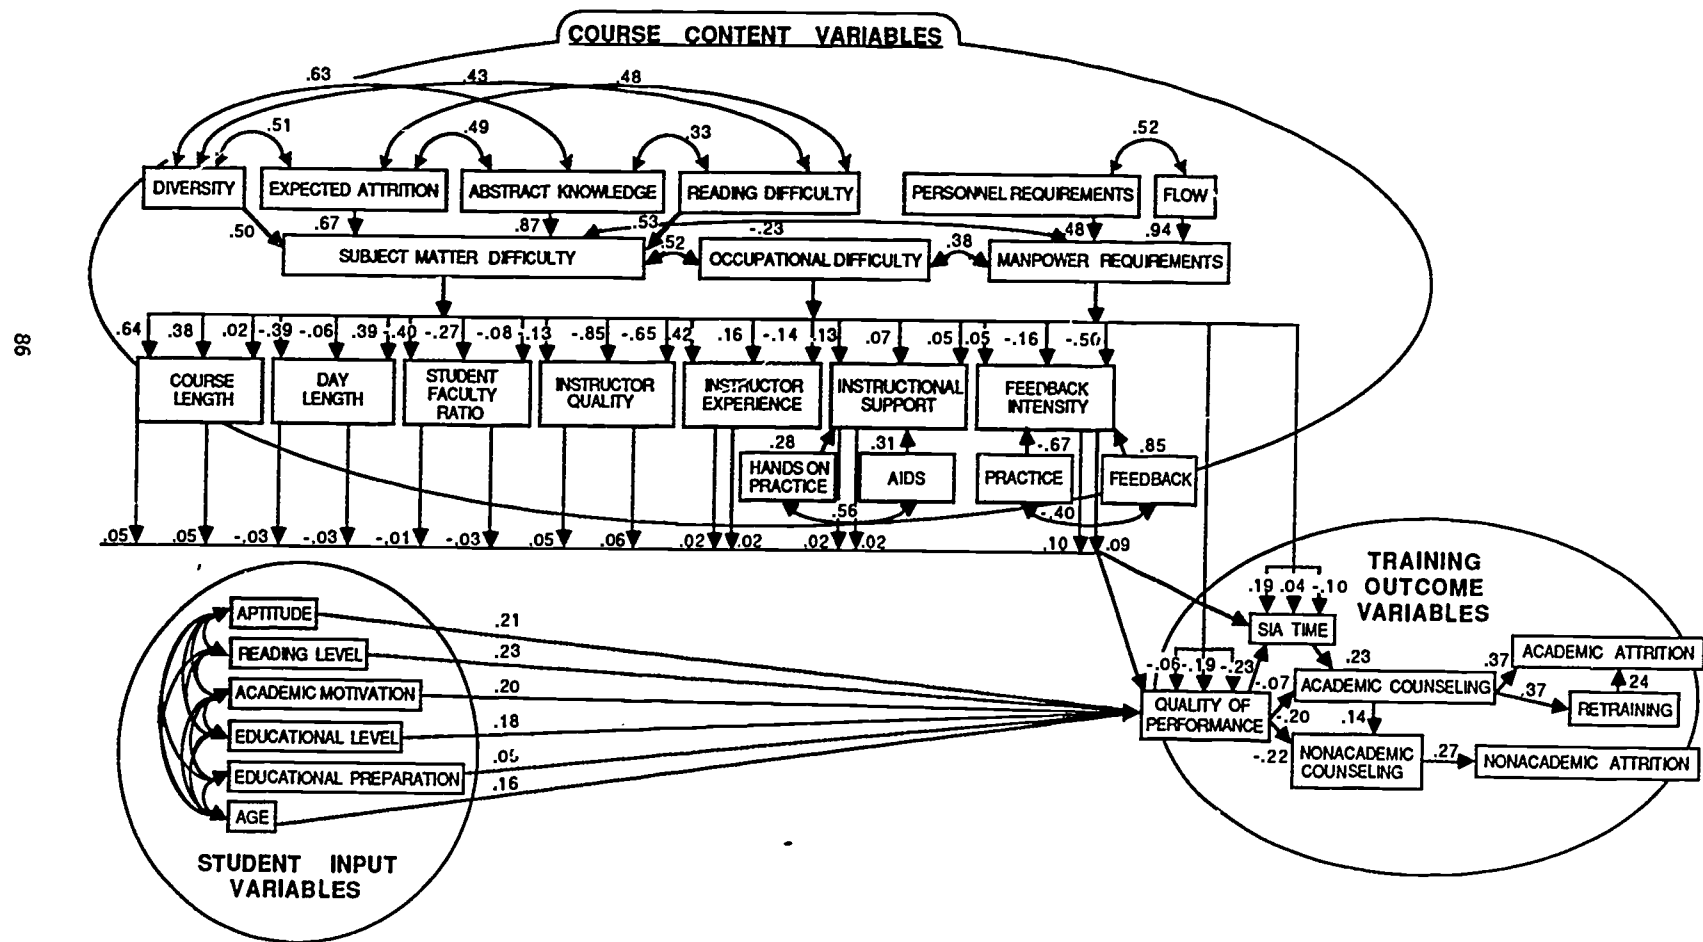 COURSE CONTENT VARIABLES
.63 .43 .48
.51 .49 .33 .52
DIVERSITY EXPECTED ATTRITION ABSTRACT KNOWLEDGE READING DIFFICULTY PERSONNEL REQUIREMENTS FLOW
.50 .67 .87 .53 -.23 .48 .94
SUBJECT MATTER DIFFICULTY .52 OCCUPATIONAL DIFFICULTY .38 MANPOWER REQUIREMENTS
86
.64 .38 .02 -.39 -.06 .39 -.40 -.27 -.08 -.13 -.85 -.65 .42 .16 -.14 .13 .07 .05 .05 -.16 -.50
COURSE LENGTH
DAY LENGTH
STUDENT FACULTY RATIO
INSTRUCTOR QUALITY
INSTRUCTOR EXPERIENCE
INSTRUCTIONAL SUPPORT
FEEDBACK INTENSITY
.28 .31 -.67 .85
HANDS ON PRACTICE
AIDS
PRACTICE
FEEDBACK
.56 -.40
.05 .05 -.03 -.03 -.01 -.03 .05 .06 .02 .02 .02 .02 .10 .09
APTITUDE .21
READING LEVEL .23
ACADEMIC MOTIVATION .20
EDUCATIONAL LEVEL .18
EDUCATIONAL PREPARATION .05
AGE .16
STUDENT INPUT
VARIABLES
TRAINING
OUTCOME
VARIABLES
.19 .04 -.10
SIA TIME
-.06 -.19 -.23
QUALITY OF
PERFORMANCE
-.07 .23
ACADEMIC COUNSELING
.37 ACADEMIC ATTRITION
.37 .24
RETRAINING
-.20 .14
-.22 NONACADEMIC
COUNSELING
.27 NONACADEMIC ATTRITION